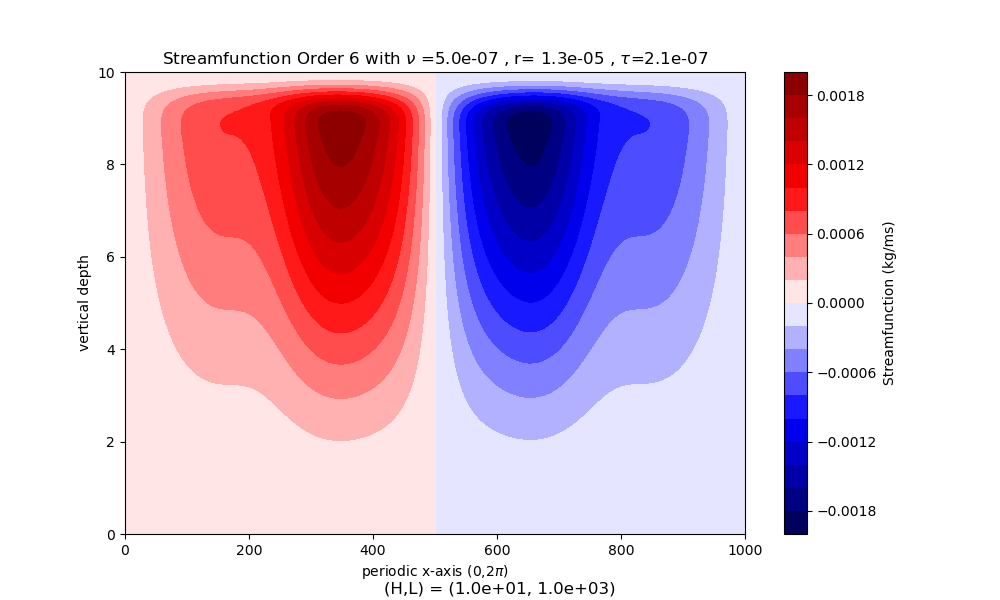 Streamfunction Order 6 with ν =5.0e-07 , r= 1.3e-05 , τ=2.1e-07
10
8
6
4
2
0
vertical depth
0 200 400 600 800 1000
periodic x-axis (0,2π)
(H,L) = (1.0e+01, 1.0e+03)
0.0018
0.0012
0.0006
0.0000
−0.0006
−0.0012
−0.0018
Streamfunction (kg/ms)